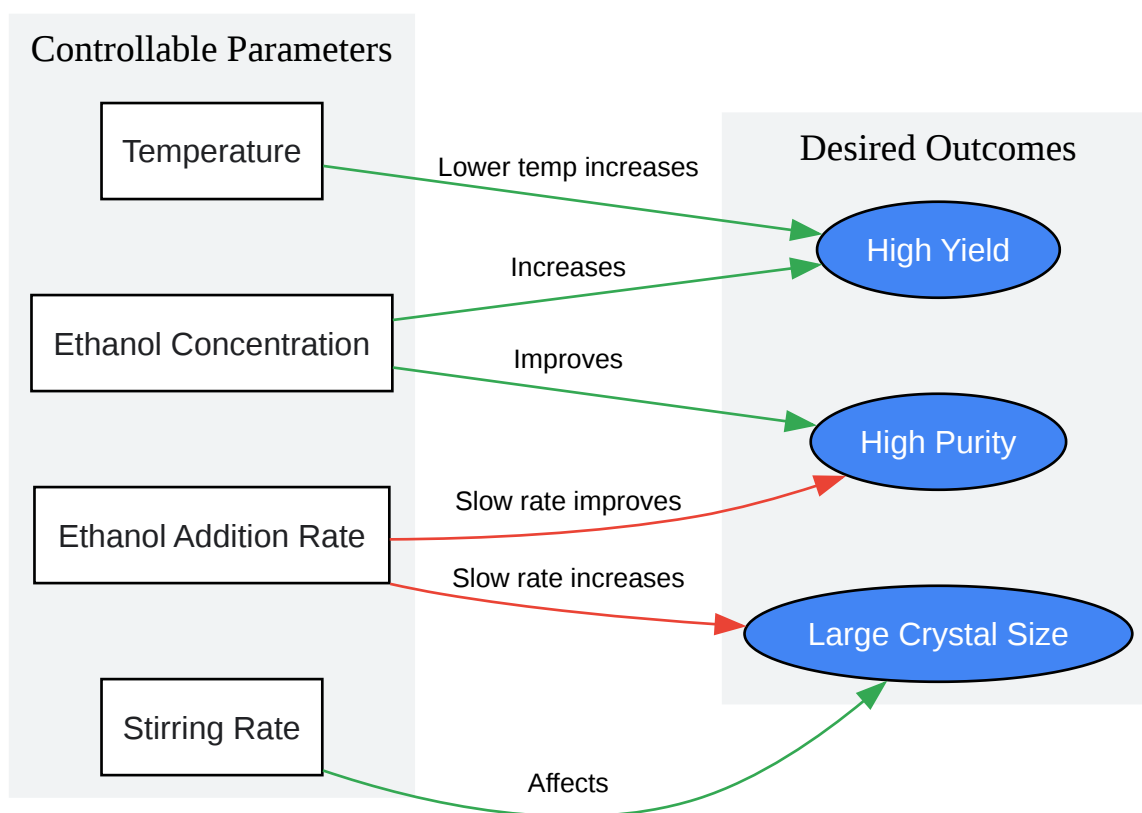 Controllable Parameters
Temperature
Lower temp increases
Desired Outcomes
High Yield
Increases
Ethanol Concentration
Improves
High Purity
Slow rate improves
Ethanol Addition Rate
Slow rate increases
Large Crystal Size
Stirring Rate
Affects